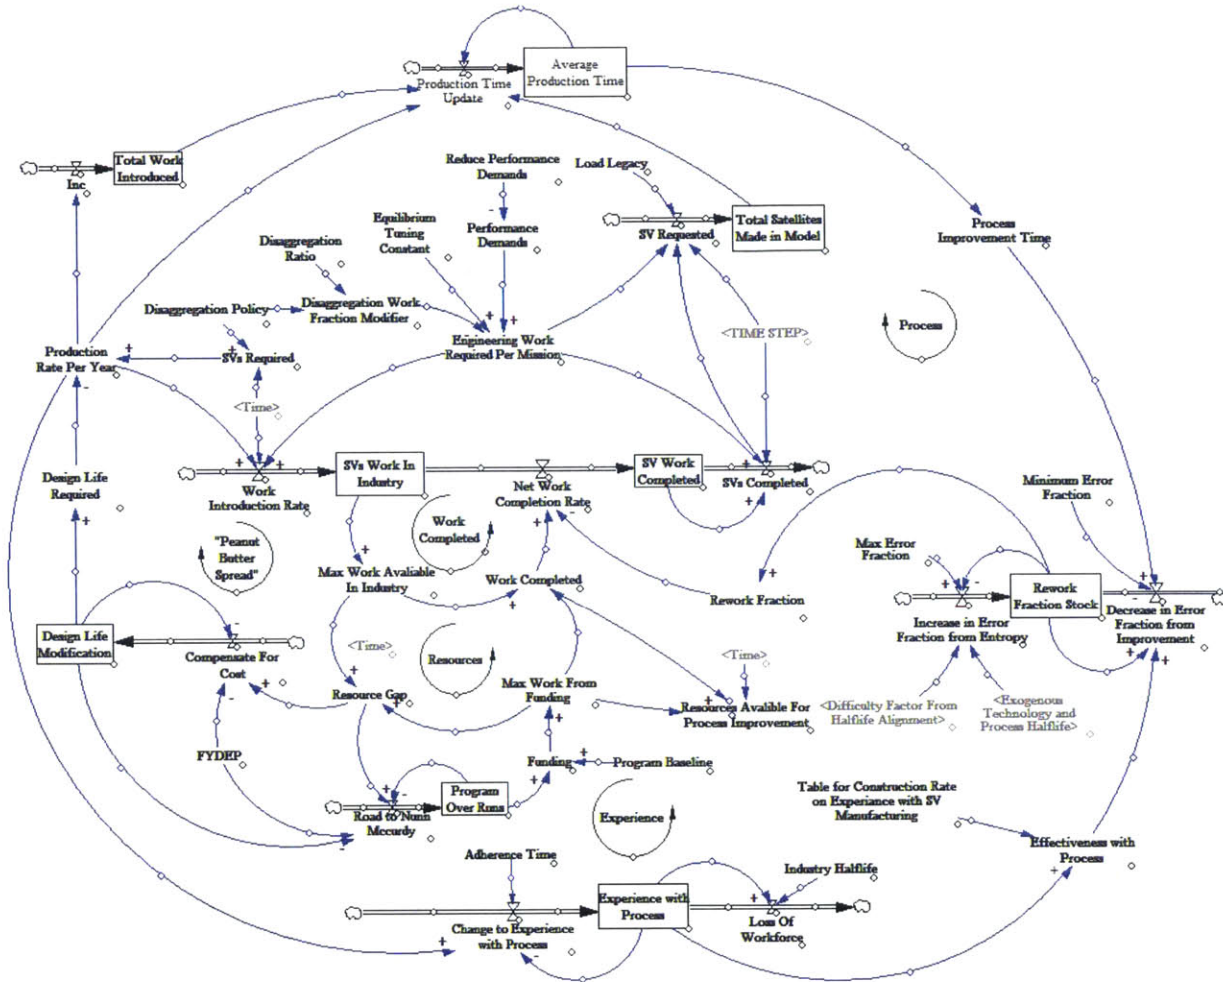 Average
Production Time
Production Time
Update
Total Work
Introduced
Inc
Reduce Performance
Demands
Load Legacy
Equilibrium
Tuning
Constant
Performance
Demands
SV Requested
Total Satellites
Made in Model
Process
Improvement Time
Disaggregation
Ratio
Disaggregation Policy
Disaggregation Work
Fraction Modifier
Engineering Work
Required Per Mission
<TIME STEP>
Process
Production
Rate Per Year
SVs Required
<Time>
Design Life
Required
Work
Introduction Rate
SVs Work In
Industry
Net Work
Completion Rate
SV Work
Completed
SVs Completed
Minimum Error
Fraction
"Peanut
Butter
Spread"
Work
Completed
Max Work Avaliable
In Industry
Work Completed
Rework Fraction
Max Error
Fraction
Increase in Error
Fraction from Entropy
Rework
Fraction Stock
Decrease in Error
Fraction from
Improvement
Design Life
Modification
Compensate For
Cost
<Time>
Resources
Resource Gap
Max Work From
Funding
<Time>
Resources Avalible For
Process Improvement
<Difficulty Factor From
Halflife Alignment>
<Exogenous
Technology and
Process Halflife>
FYDEP
Funding
Program Baseline
Program
Over Runs
Road to Nunn
Mccurdy
Experience
Table for Construction Rate
on Experiance with SV
Manufacturing
Effectiveness with
Process
Adherence Time
Industry Halflife
Experience with
Process
Change to Experience
with Process
Loss Of
Workforce